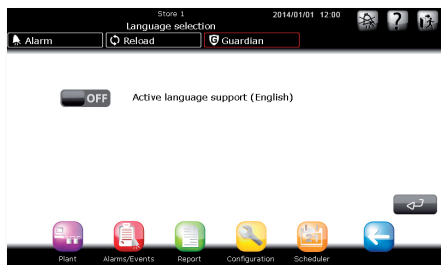 Store 1 2014/01/01 12:00
Language selection
Alarm Reload Guardian
OFF Active language support (English)
Plant Alarms/Events Report Configuration Scheduler